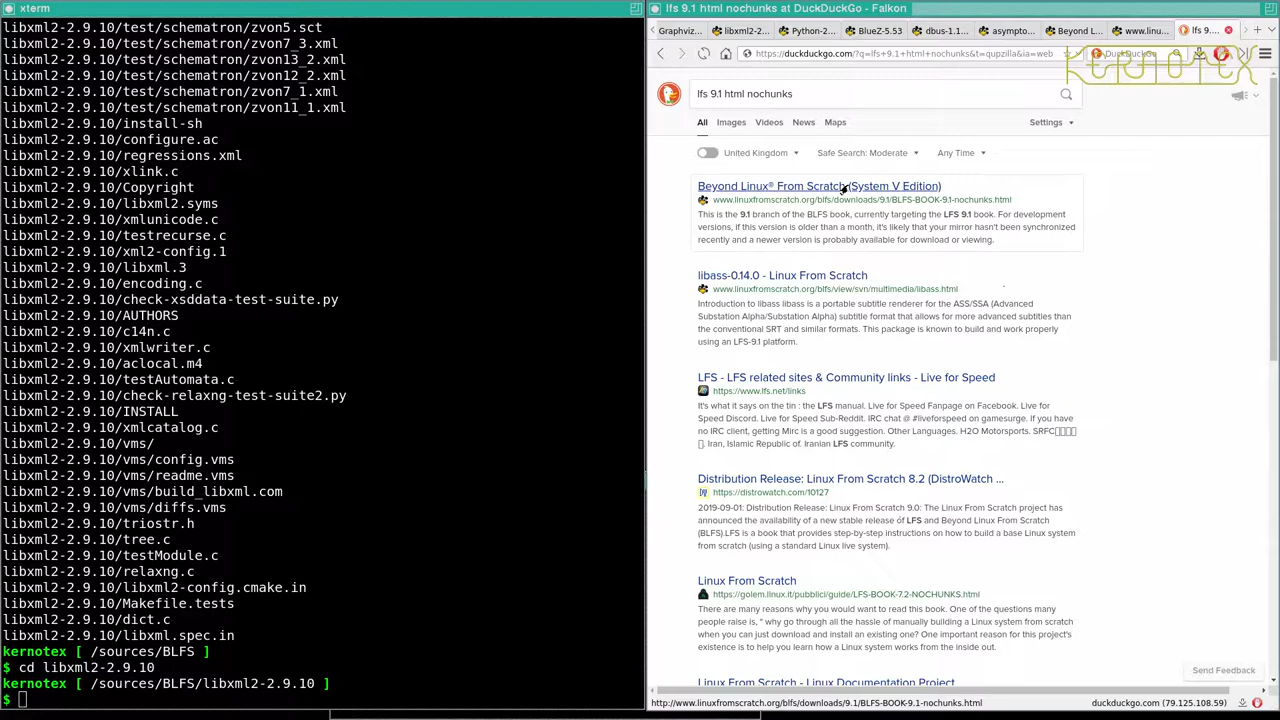 xterm
libxml2-2.9.10/test/schematron/zvon5.sct
libxml2-2.9.10/test/schematron/zvon7_3.xml
libxml2-2.9.10/test/schematron/zvon13_2.xml
libxml2-2.9.10/test/schematron/zvon12_2.xml
libxml2-2.9.10/test/schematron/zvon7_1.xml
libxml2-2.9.10/test/schematron/zvon11_1.xml
libxml2-2.9.10/install-sh
libxml2-2.9.10/configure.ac
libxml2-2.9.10/regressions.xml
libxml2-2.9.10/xlink.c
libxml2-2.9.10/Copyright
libxml2-2.9.10/libxml2.syms
libxml2-2.9.10/xmlunicode.c
libxml2-2.9.10/testrecurse.c
libxml2-2.9.10/xml2-config.1
libxml2-2.9.10/libxml.3
libxml2-2.9.10/encoding.c
libxml2-2.9.10/check-xsddata-test-suite.py
libxml2-2.9.10/AUTHORS
libxml2-2.9.10/c14n.c
libxml2-2.9.10/xmlwriter.c
libxml2-2.9.10/aclocal.m4
libxml2-2.9.10/testAutomata.c
libxml2-2.9.10/check-relaxng-test-suite2.py
libxml2-2.9.10/INSTALL
libxml2-2.9.10/xmlcatalog.c
libxml2-2.9.10/vms/
libxml2-2.9.10/vms/config.vms
libxml2-2.9.10/vms/readme.vms
libxml2-2.9.10/vms/build_libxml.com
libxml2-2.9.10/vms/diffs.vms
libxml2-2.9.10/triostr.h
libxml2-2.9.10/tree.c
libxml2-2.9.10/testModule.c
libxml2-2.9.10/relaxng.c
libxml2-2.9.10/libxml2-config.cmake.in
libxml2-2.9.10/Makefile.tests
libxml2-2.9.10/dict.c
libxml2-2.9.10/libxml.spec.in
kernotex [ /sources/BLFS ]
$ cd libxml2-2.9.10
kernotex [ /sources/BLFS/libxml2-2.9.10 ]
$
lfs 9.1 html nochunks at DuckDuckGo - Falkon
Graphviz... libxml2-2... Python-2... BlueZ-5.53 dbus-1.1... asympto... Beyond L... www.linu... lfs 9....
https://duckduckgo.com/?q=lfs+9.1+html+nochunks&t=qupzilla&ia=web DuckDuckGo
KERNOTEX
lfs 9.1 html nochunks
All Images Videos News Maps Settings
United Kingdom Safe Search: Moderate Any Time
Beyond Linux® From Scratch (System V Edition)
www.linuxfromscratch.org/blfs/downloads/9.1/BLFS-BOOK-9.1-nochunks.html
This is the 9.1 branch of the BLFS book, currently targeting the LFS 9.1 book. For development
versions, if this version is older than a month, it's likely that your mirror hasn't been synchronized
recently and a newer version is probably available for download or viewing.
libass-0.14.0 - Linux From Scratch
www.linuxfromscratch.org/blfs/view/svn/multimedia/libass.html
Introduction to libass libass is a portable subtitle renderer for the ASS/SSA (Advanced
Substation Alpha/Substation Alpha) subtitle format that allows for more advanced subtitles than
the conventional SRT and similar formats. This package is known to build and work properly
using an LFS-9.1 platform.
LFS - LFS related sites & Community links - Live for Speed
https://www.lfs.net/links
It's what it says on the tin : the LFS manual. Live for Speed Fanpage on Facebook. Live for
Speed Discord. Live for Speed Sub-Reddit. IRC chat @ #liveforspeed on gamesurge. If you have
no IRC client, getting Mirc is a good suggestion. Other Languages. H2O Motorsports. SRFC
. Iran, Islamic Republic of. Iranian LFS community.
Distribution Release: Linux From Scratch 8.2 (DistroWatch ...
https://distrowatch.com/10127
2019-09-01: Distribution Release: Linux From Scratch 9.0: The Linux From Scratch project has
announced the availability of a new stable release of LFS and Beyond Linux From Scratch
(BLFS).LFS is a book that provides step-by-step instructions on how to build a base Linux system
from scratch (using a standard Linux live system).
Linux From Scratch
https://golem.linux.it/pubblici/guide/LFS-BOOK-7.2-NOCHUNKS.html
There are many reasons why you would want to read this book. One of the questions many
people raise is, " why go through all the hassle of manually building a Linux system from scratch
when you can just download and install an existing one? One important reason for this project's
existence is to help you learn how a Linux system works from the inside out.
Send Feedback
Linux From Scratch - Linux Documentation Project
http://www.linuxfromscratch.org/blfs/downloads/9.1/BLFS-BOOK-9.1-nochunks.html duckduckgo.com (79.125.108.59)